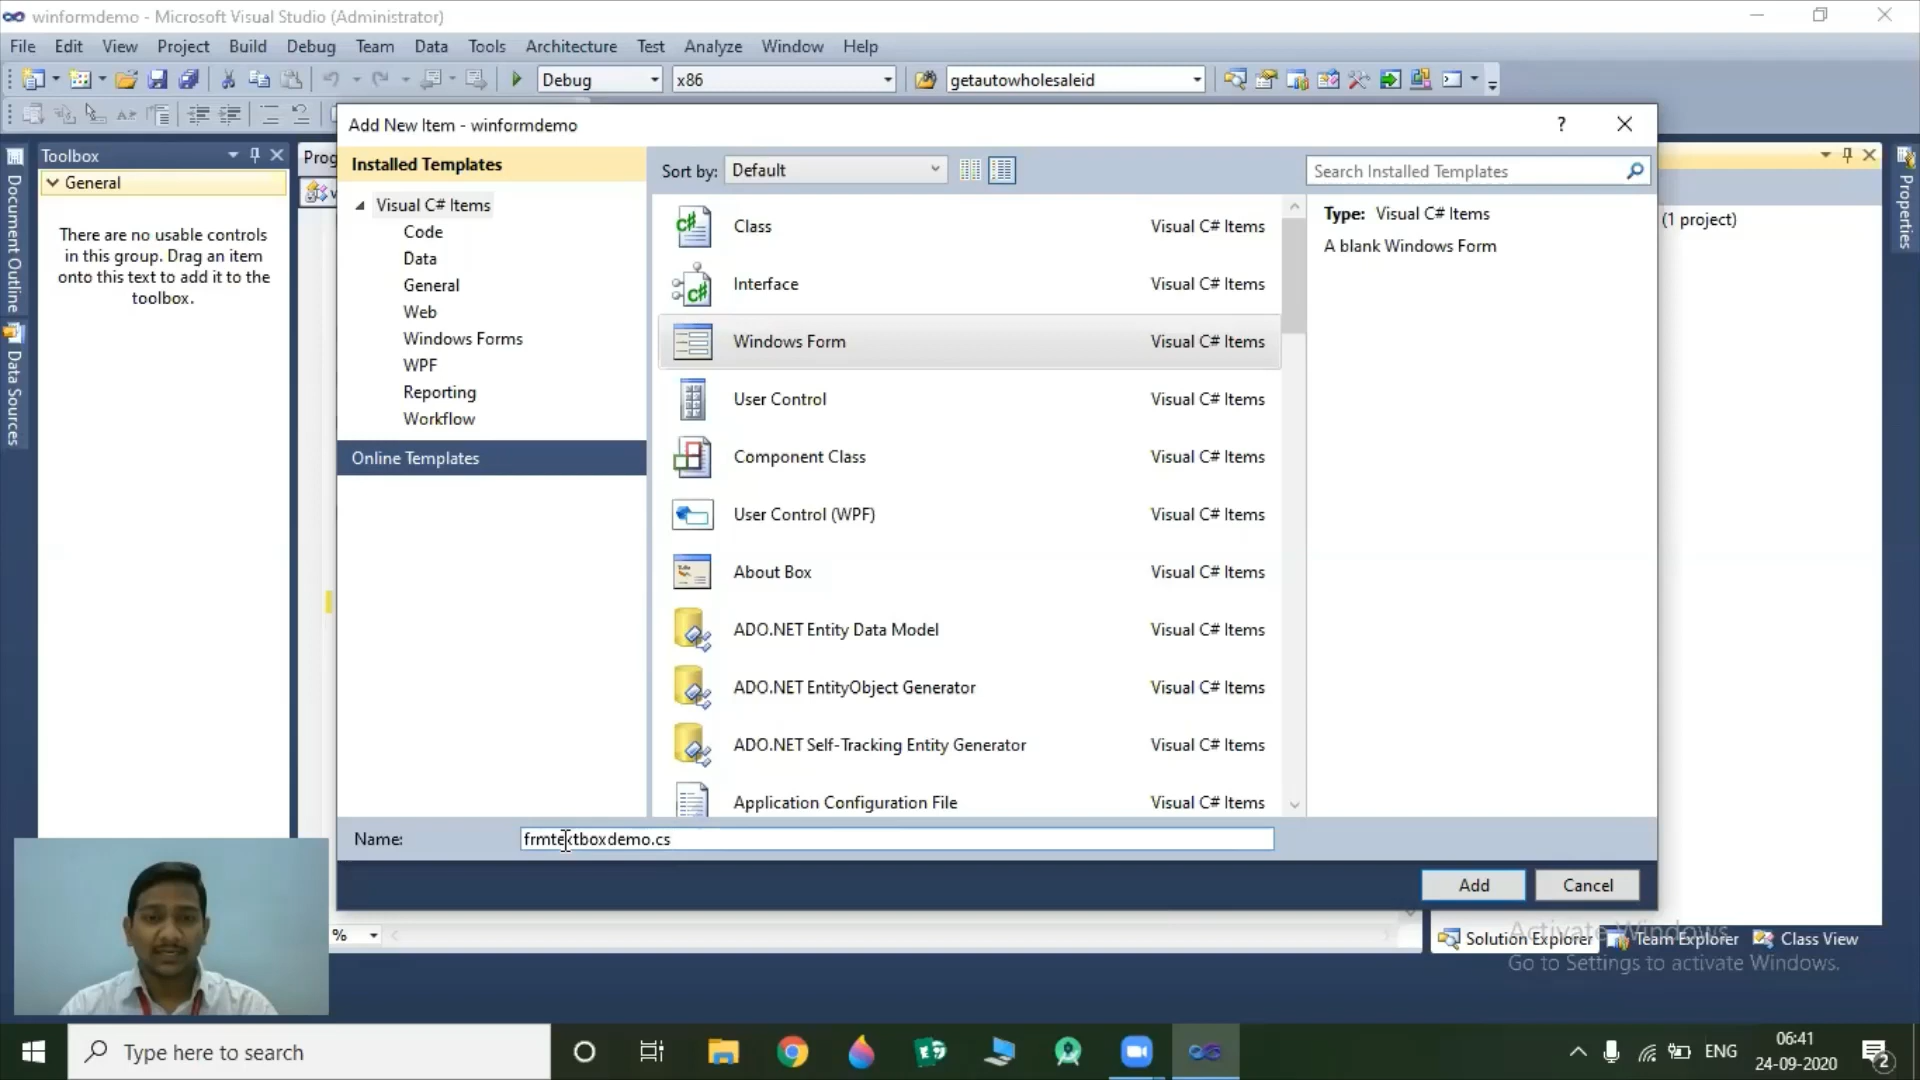 winformdemo - Microsoft Visual Studio (Administrator)
File Edit View Project Build Debug Team Data Tools Architecture Test Analyze Window Help
Debug x86 getautowholesaleid
Add New Item - winformdemo ?
Toolbox
General
There are no usable controls
in this group. Drag an item
onto this text to add it to the
toolbox.
Document Outline
Data Sources
Prog
Installed Templates
Visual C# Items
Code
Data
General
Web
Windows Forms
WPF
Reporting
Workflow
Online Templates
Sort by: Default
Search Installed Templates
Class Visual C# Items
Interface Visual C# Items
Windows Form Visual C# Items
User Control Visual C# Items
Component Class Visual C# Items
User Control (WPF) Visual C# Items
About Box Visual C# Items
ADO.NET Entity Data Model Visual C# Items
ADO.NET EntityObject Generator Visual C# Items
ADO.NET Self-Tracking Entity Generator Visual C# Items
Application Configuration File Visual C# Items
Type: Visual C# Items
A blank Windows Form
(1 project)
Properties
Name: frmtextboxdemo.cs
Add Cancel
%
Solution Explorer Team Explorer Class View
Activate Windows
Go to Settings to activate Windows.
Type here to search
ENG
06:41
24-09-2020
2